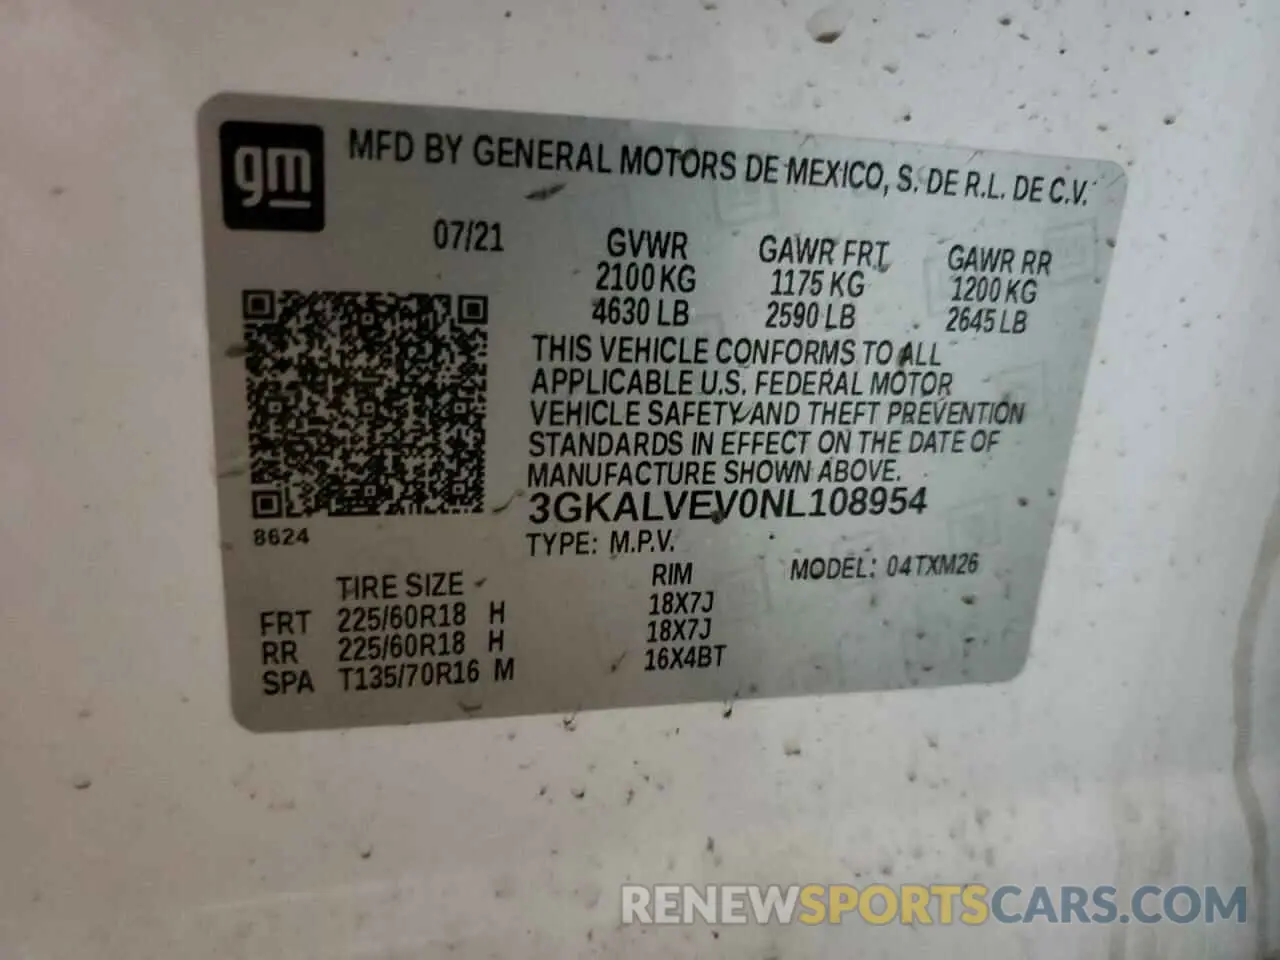 gm
MFD BY GENERAL MOTORS DE MEXICO, S. DE R.L. DE C.V.
07/21 GVWR GAWR FRT GAWR RR
2100 KG 1175 KG 1200 KG
4630 LB 2590 LB 2645 LB
THIS VEHICLE CONFORMS TO ALL
APPLICABLE U.S. FEDERAL MOTOR
VEHICLE SAFETY AND THEFT PREVENTION
STANDARDS IN EFFECT ON THE DATE OF
MANUFACTURE SHOWN ABOVE.
3GKALVEV0NL108954
8624
TYPE: M.P.V. MODEL: 04TXM26
TIRE SIZE RIM
FRT 225/60R18 H 18X7J
RR 225/60R18 H 18X7J
SPA T135/70R16 M 16X4BT
RENEWSPORTSCARS.COM